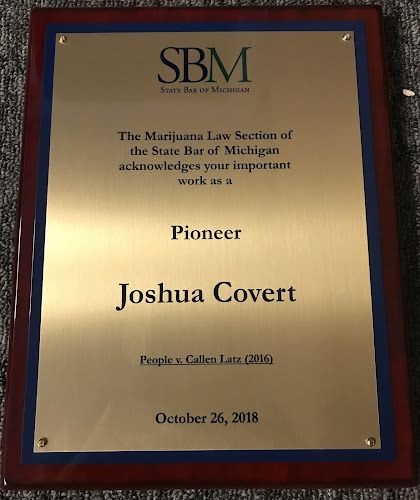 SBM
STATE BAR OF MICHIGAN
The Marijuana Law Section of
the State Bar of Michigan
acknowledges your important
work as a
Pioneer
Joshua Covert
People v. Callen Latz (2016)
October 26, 2018